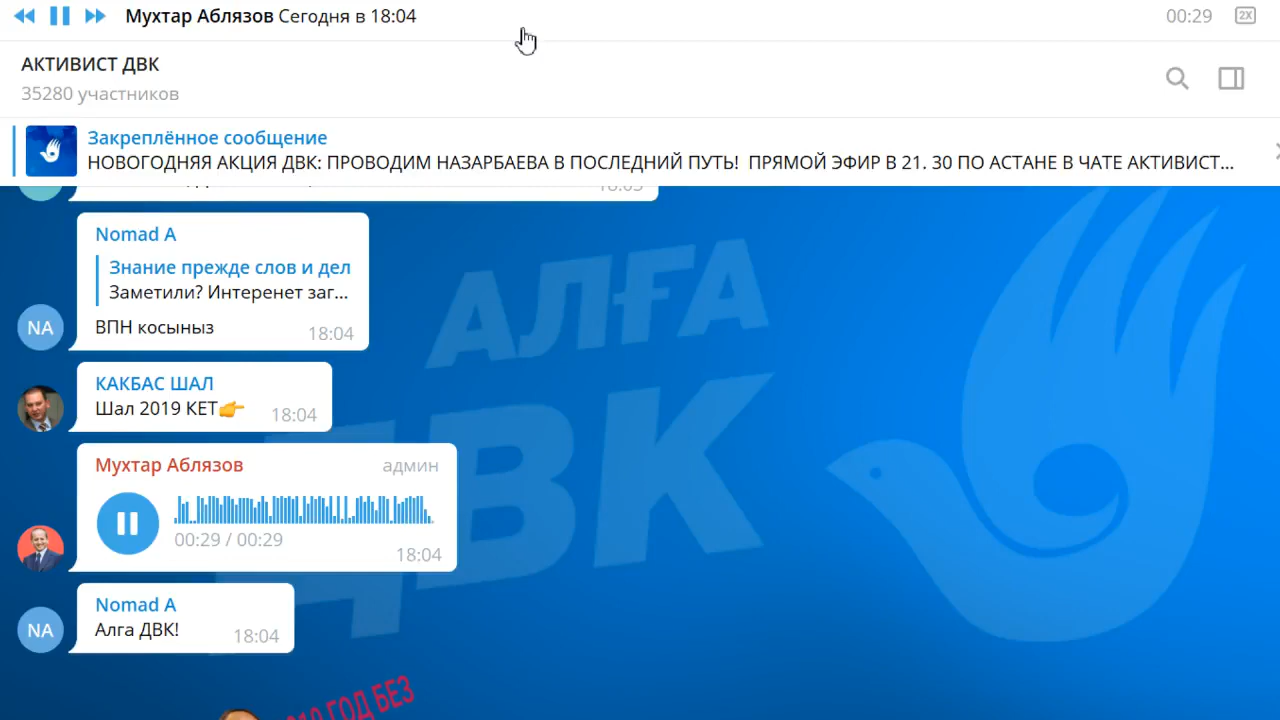 Мухтар Аблязов Сегодня в 18:04
00:29
2X
АКТИВИСТ ДВК
35280 участников
Закреплённое сообщение
НОВОГОДНЯЯ АКЦИЯ ДВК: ПРОВОДИМ НАЗАРБАЕВА В ПОСЛЕДНИЙ ПУТЬ! ПРЯМОЙ ЭФИР В 21. 30 ПО АСТАНЕ В ЧАТЕ АКТИВИСТ...
Nomad A
Знание прежде слов и дел
Заметили? Интеренет заг...
NA
ВПН косыныз
18:04
КАКБАС ШАЛ
Шал 2019 КЕТ👉
18:04
Мухтар Аблязов
админ
00:29 / 00:29
18:04
Nomad A
NA
Алга ДВК!
18:04
АЛҒА
ДВК
ГОД БЕЗ